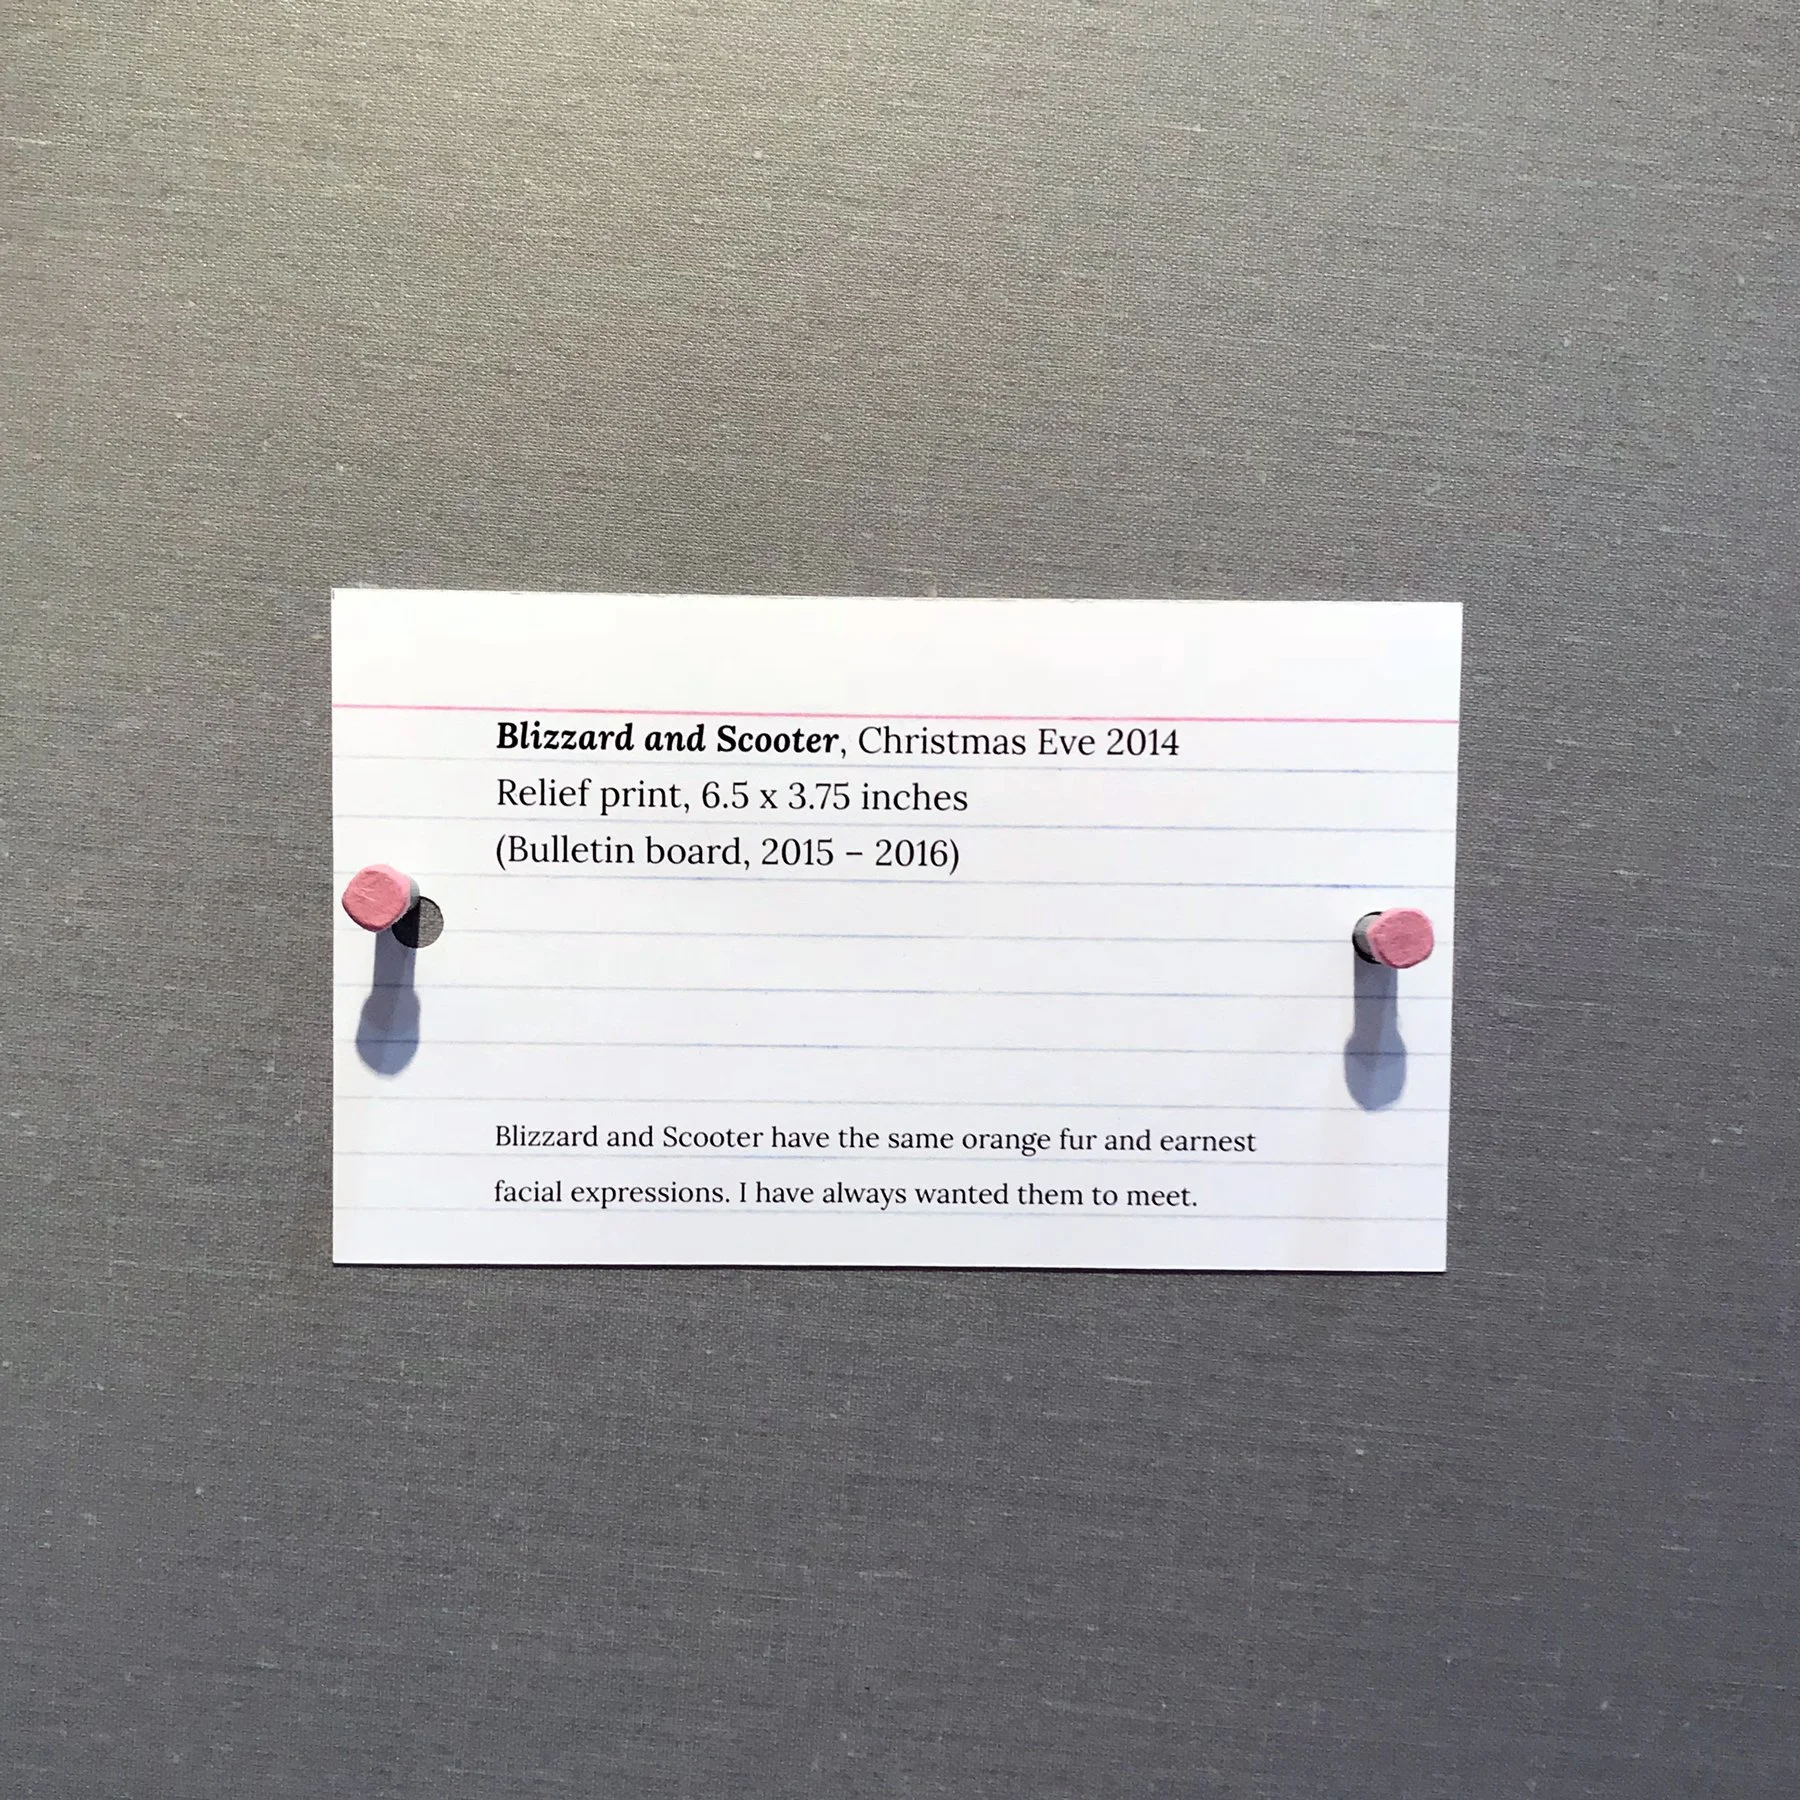 Blizzard and Scooter, Christmas Eve 2014
Relief print, 6.5 x 3.75 inches
(Bulletin board, 2015 – 2016)
Blizzard and Scooter have the same orange fur and earnest
facial expressions. I have always wanted them to meet.